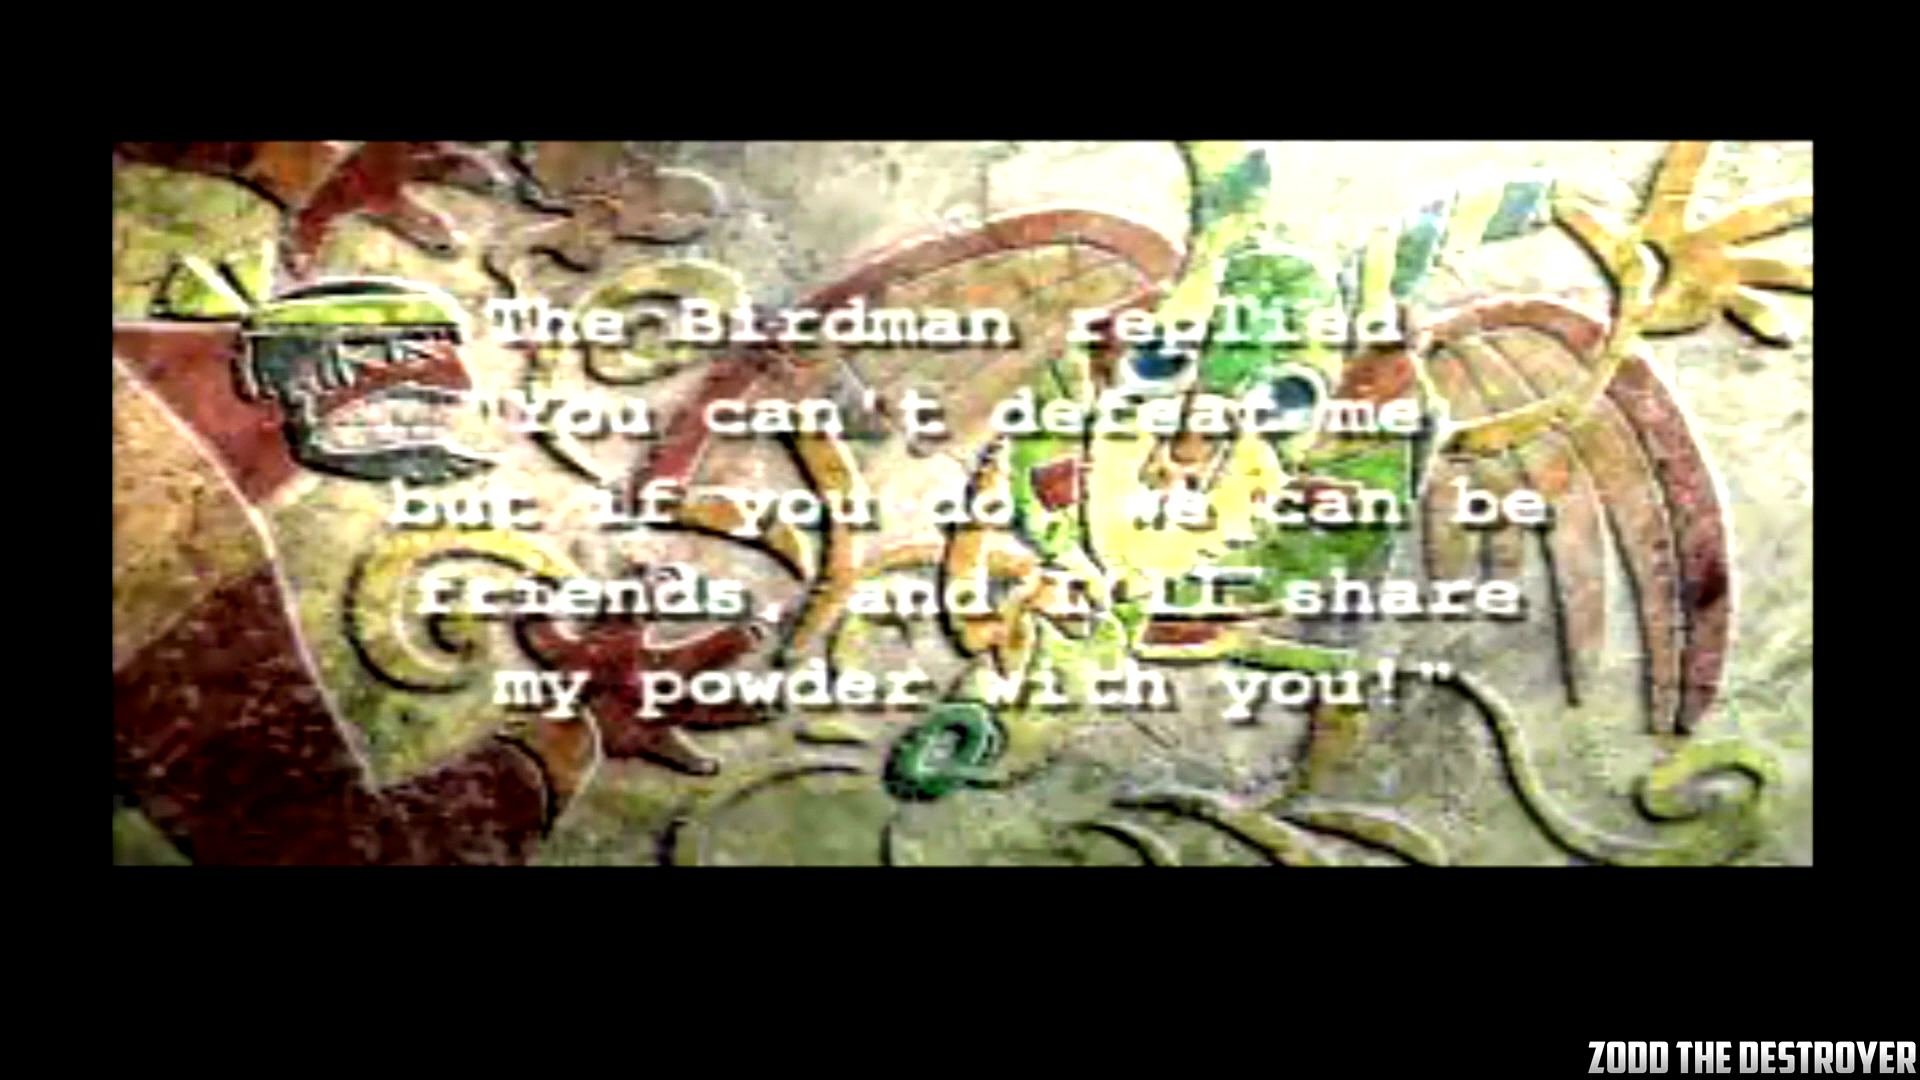 The Birdman replied
"You can't defeat me,
but if you do, we can be
friends, and I'll share
my powder with you!"
ZODD THE DESTROYER